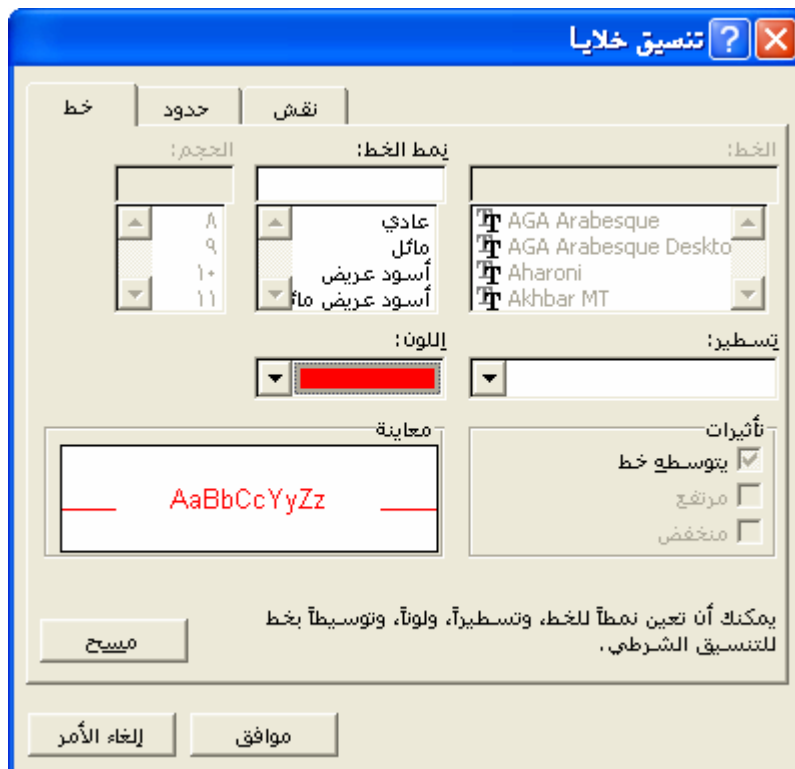 تنسيق خلايا
خط
حدود
نقش
الخط:
نمط الخط:
الحجم:
AGA Arabesque
AGA Arabesque Deskto
Aharoni
Akhbar MT
عادي
مائل
أسود عريض
أسود عريض مائ
٨
٩
١٠
١١
تسطير:
اللون:
تأثيرات
يتوسطه خط
مرتفع
منخفض
معاينة
AaBbCcYyZz
يمكنك أن تعين نمطاً للخط، وتسطيراً، ولوناً، وتوسيطاً بخط
للتنسيق الشرطي.
مسح
موافق
إلغاء الأمر